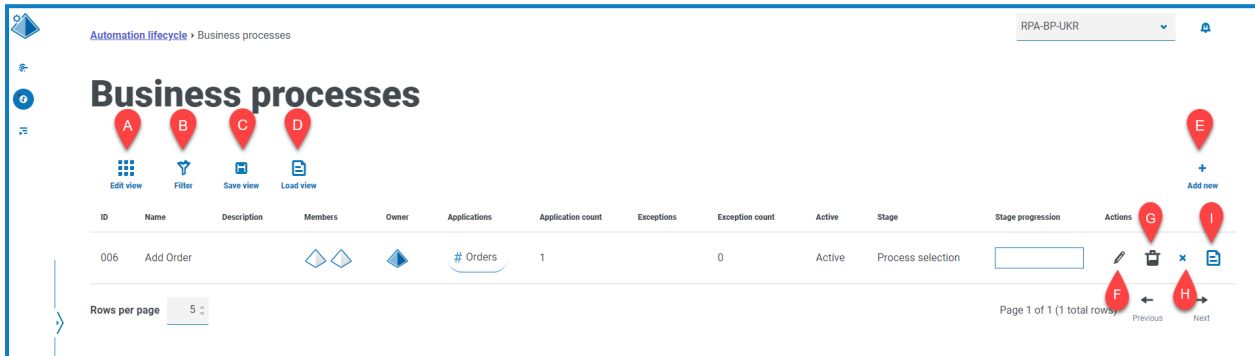 RPA-BP-UKR
Automation lifecycle › Business processes
Business processes
A B C D E
Edit view Filter Save view Load view Add new
ID Name Description Members Owner Applications Application count Exceptions Exception count Active Stage Stage progression Actions
G I
006 Add Order # Orders 1 0 Active Process selection
F H
Rows per page 5 Page 1 of 1 (1 total rows)
Previous Next